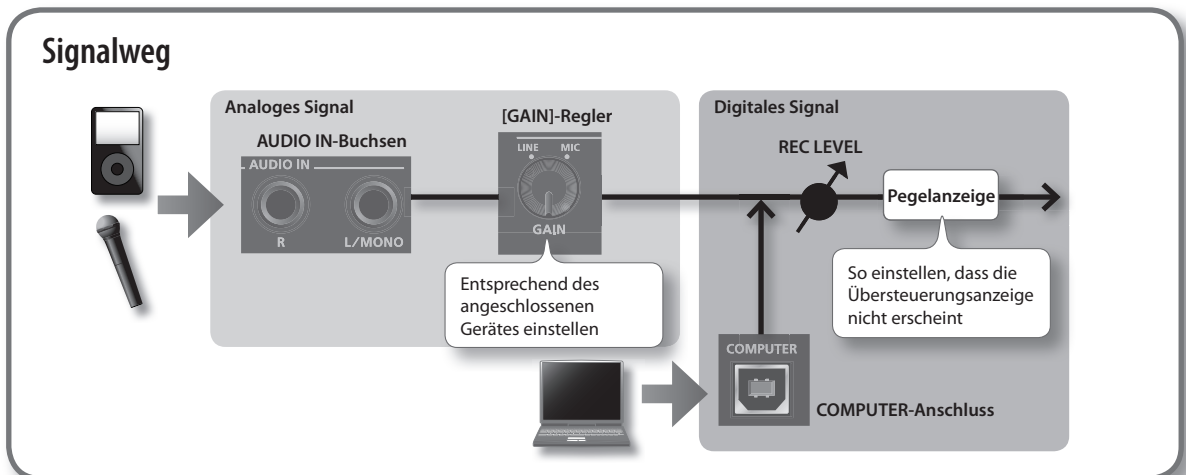 Signalweg
Analoges Signal
AUDIO IN-Buchsen
AUDIO IN
R
L/MONO
[GAIN]-Regler
LINE
MIC
GAIN
Entsprechend des
angeschlossenen
Gerätes einstellen
Digitales Signal
REC LEVEL
Pegelanzeige
So einstellen, dass die
Übersteuerungsanzeige
nicht erscheint
COMPUTER
COMPUTER-Anschluss